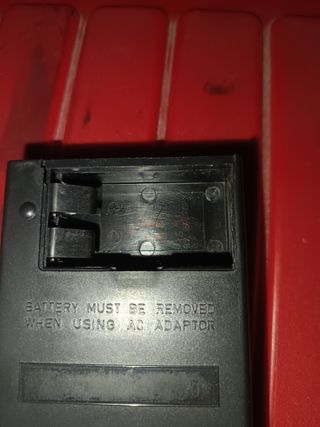 BATTERY MUST BE REMOVED
WHEN USING AC ADAPTOR